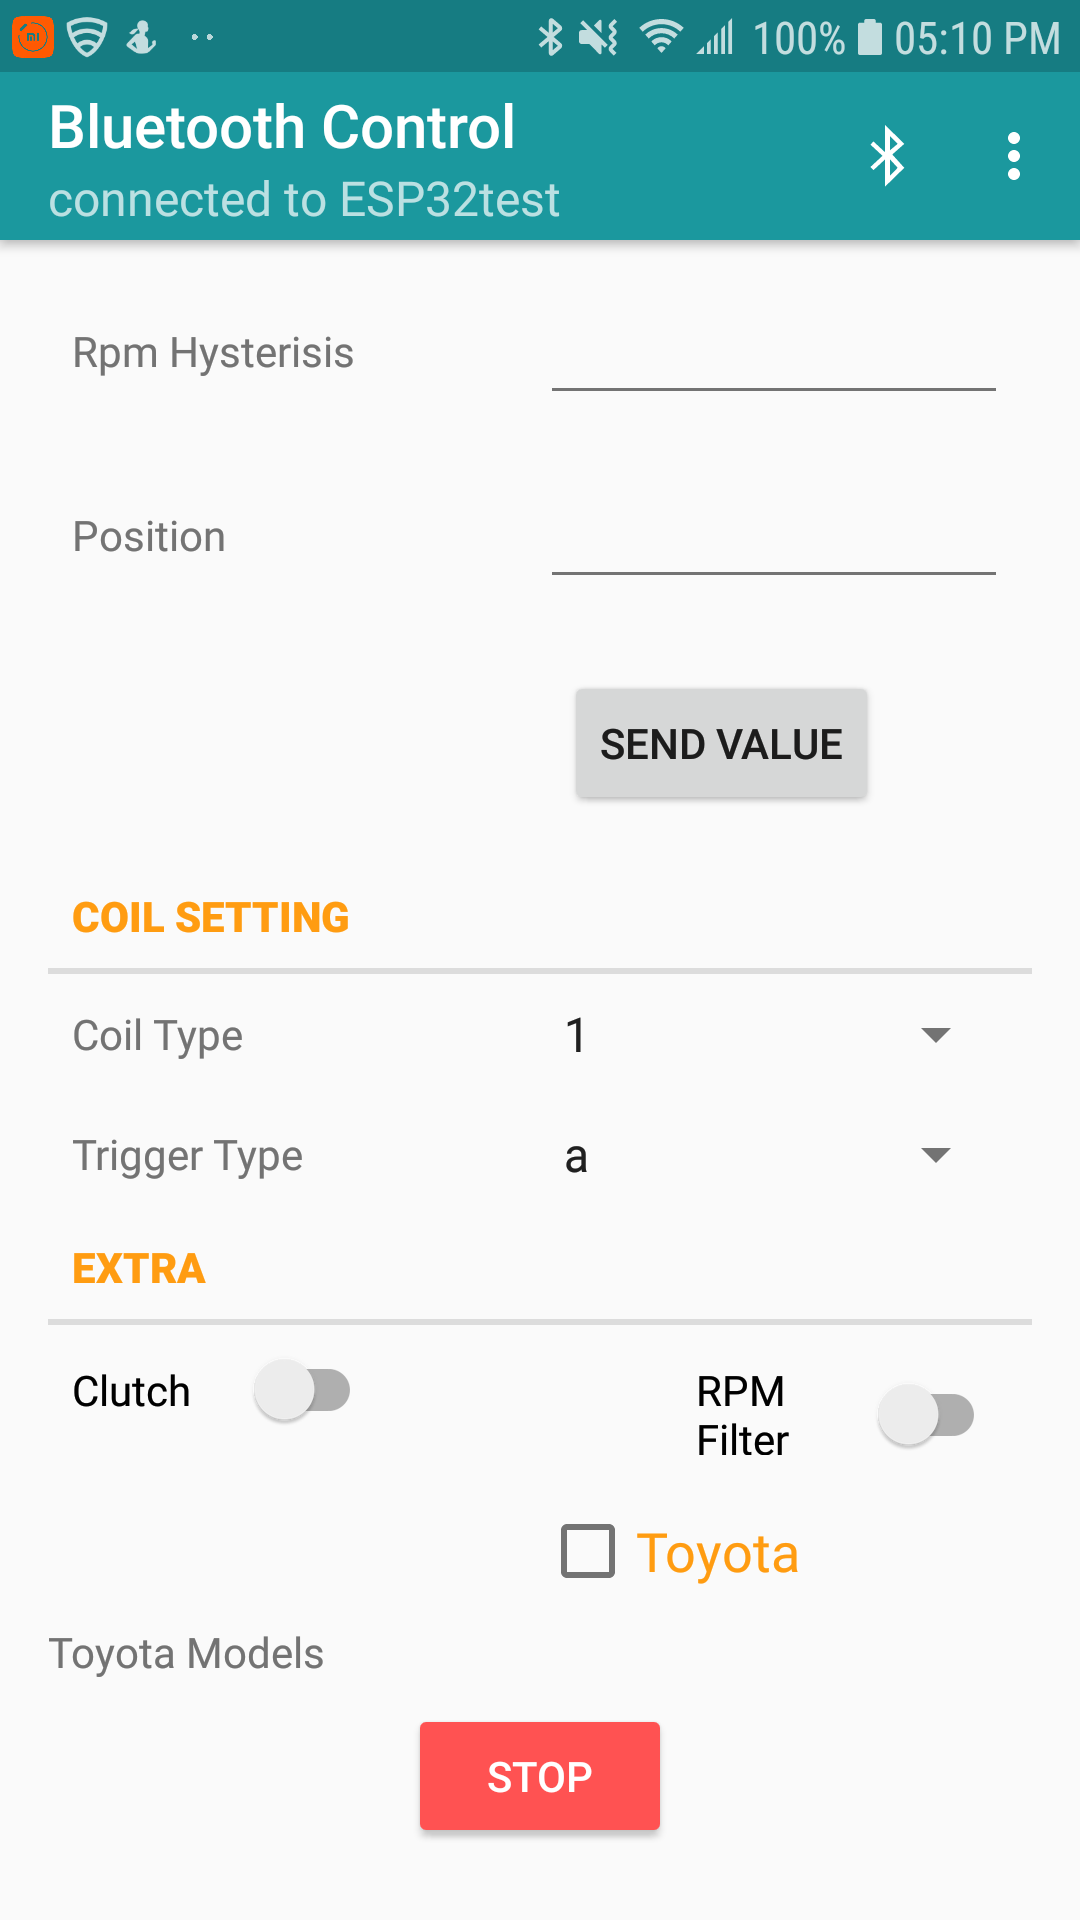 100% 05:10 PM
Bluetooth Control
connected to ESP32test
Rpm Hysterisis
Position
SEND VALUE
COIL SETTING
Coil Type 1
Trigger Type a
EXTRA
Clutch RPM
Filter
Toyota
Toyota Models
STOP